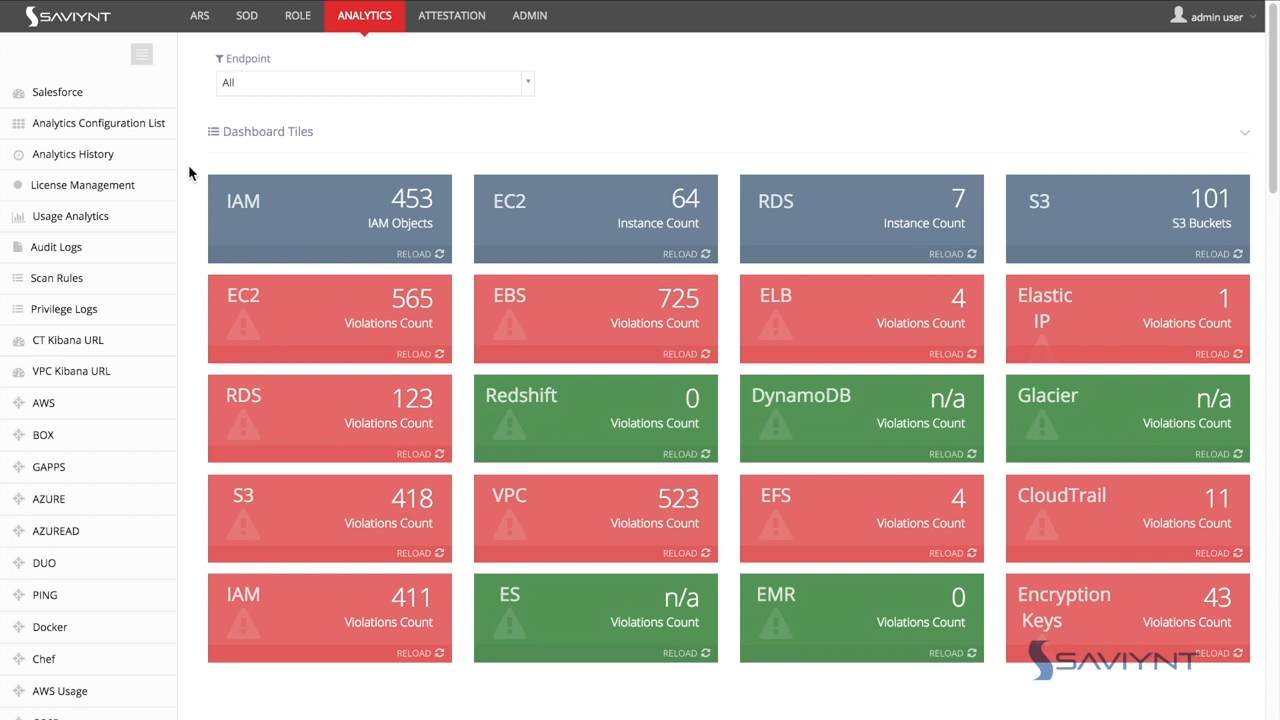 SAVIYNT
ARS SOD ROLE ANALYTICS ATTESTATION ADMIN
admin user
Salesforce
Analytics Configuration List
Analytics History
License Management
Usage Analytics
Audit Logs
Scan Rules
Privilege Logs
CT Kibana URL
VPC Kibana URL
AWS
BOX
GAPPS
AZURE
AZUREAD
DUO
PING
Docker
Chef
AWS Usage
Endpoint
All
Dashboard Tiles
IAM
453
IAM Objects
RELOAD
EC2
64
Instance Count
RELOAD
RDS
7
Instance Count
RELOAD
S3
101
S3 Buckets
RELOAD
EC2
565
Violations Count
RELOAD
EBS
725
Violations Count
RELOAD
ELB
4
Violations Count
RELOAD
Elastic
IP
1
Violations Count
RELOAD
RDS
123
Violations Count
RELOAD
Redshift
0
Violations Count
RELOAD
DynamoDB
n/a
Violations Count
RELOAD
Glacier
n/a
Violations Count
RELOAD
S3
418
Violations Count
RELOAD
VPC
523
Violations Count
RELOAD
EFS
4
Violations Count
RELOAD
CloudTrail
11
Violations Count
RELOAD
IAM
411
Violations Count
RELOAD
ES
n/a
Violations Count
RELOAD
EMR
0
Violations Count
RELOAD
Encryption
Keys
43
Violations Count
RELOAD
SAVIYNT